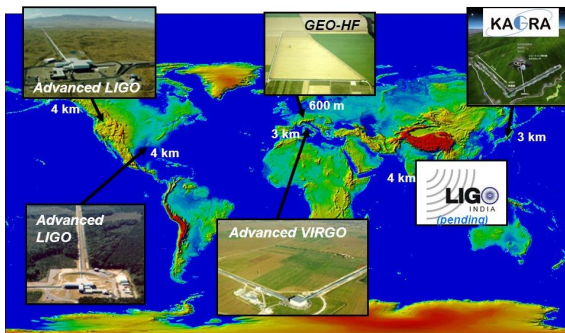 GEO-HF
KAGRA
Advanced LIGO
4 km
600 m
3 km
3 km
4 km
4 km
LIGO
INDIA
(pending)
Advanced
LIGO
Advanced VIRGO